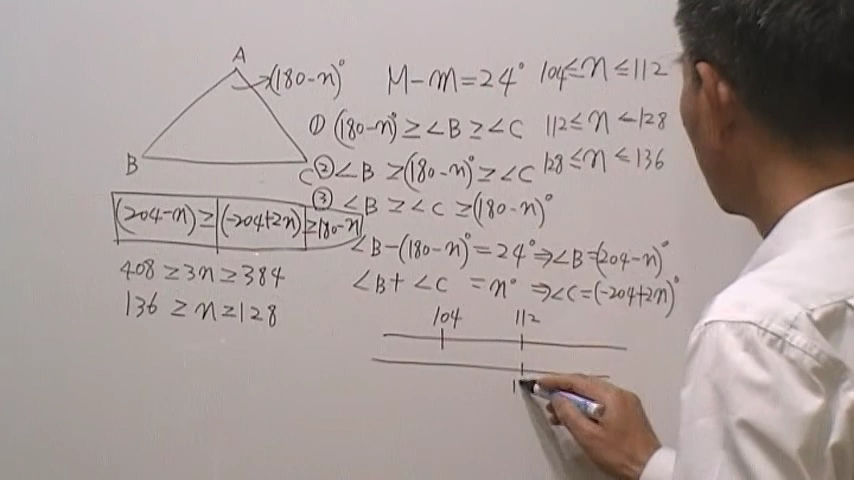 A
(180-n)°
B
C
M-m=24°
104≤n≤112
① (180-n)°≥∠B≥∠C
112≤n≤128
②∠B≥(180-n)°≥∠C
128≤n≤136
③ ∠B≥∠C≥(180-n)°
(204-n)≥(-204+2n)≥180-n
∠B-(180-n)°=24°⇒∠B=(204-n)°
408≥3n≥384
∠B+∠C=n°⇒∠C=(-204+2n)°
136≥n≥128
104 112